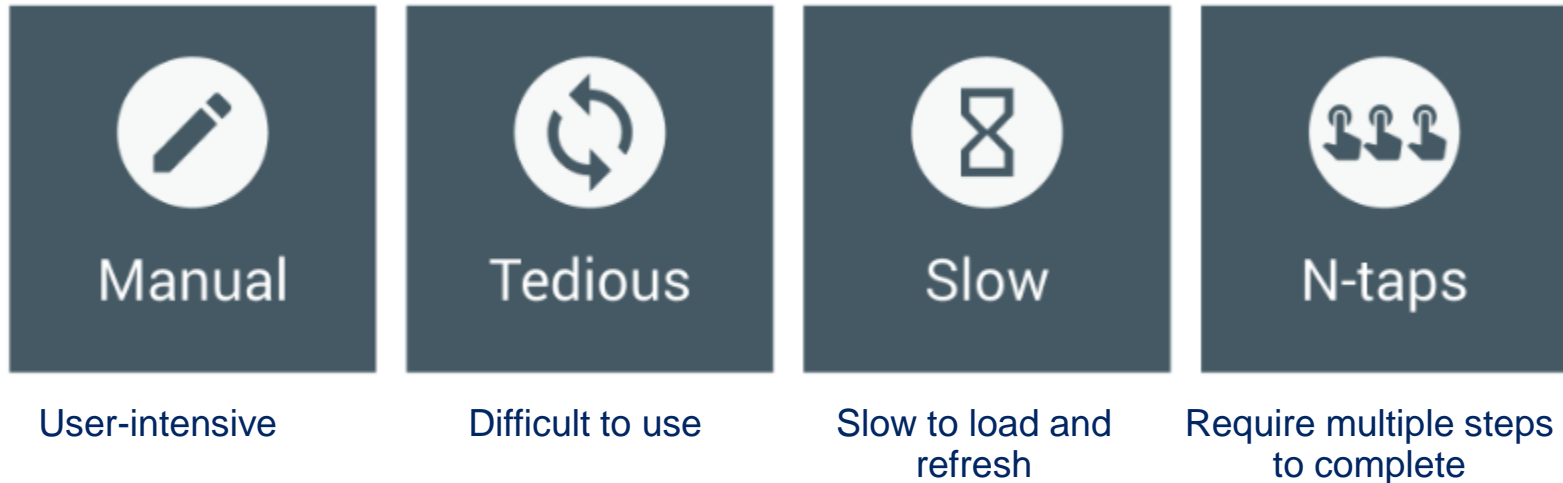 Manual
Tedious
Slow
N-taps
User-intensive
Difficult to use
Slow to load and
refresh
Require multiple steps
to complete